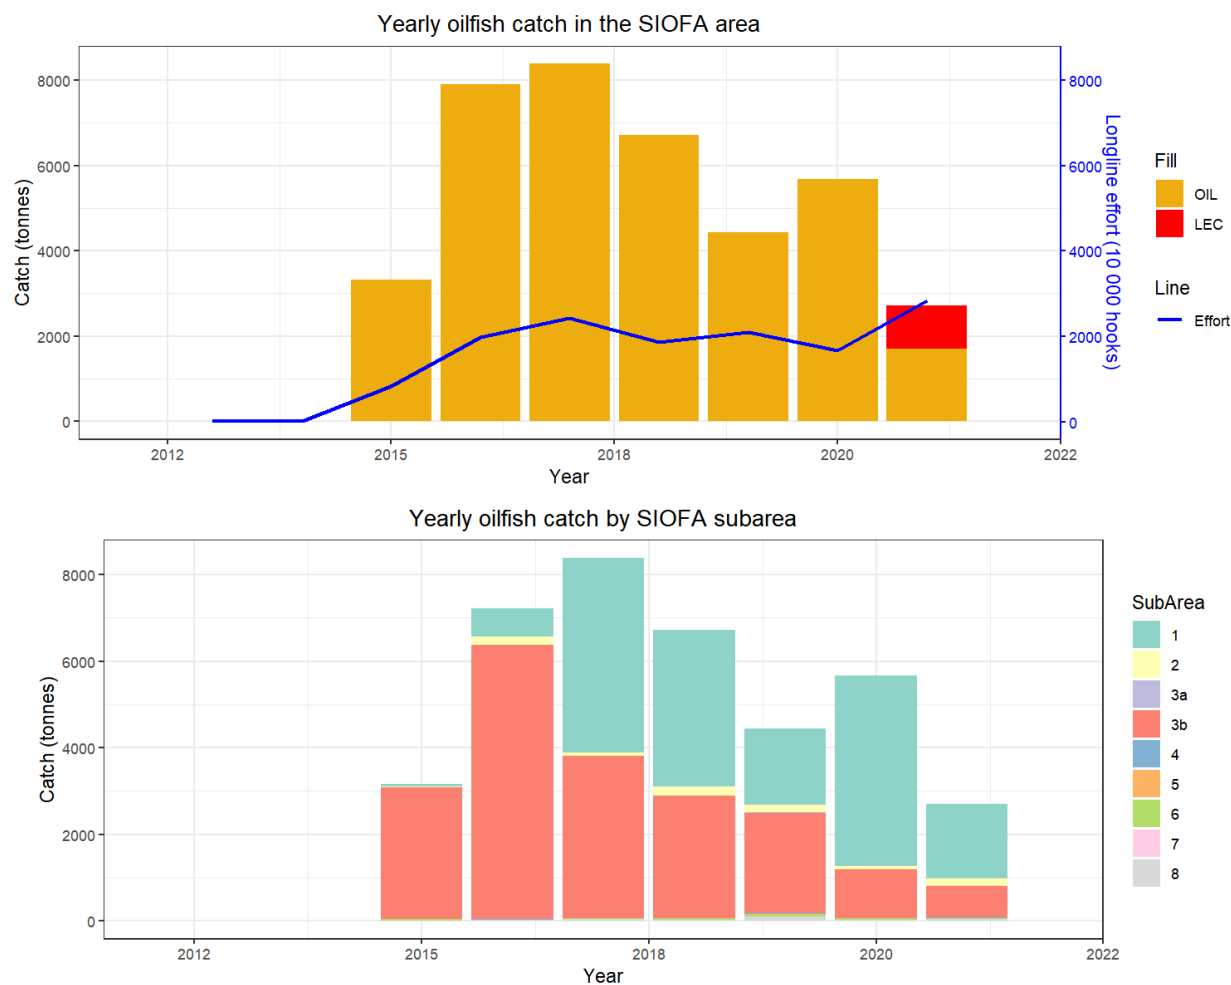 Yearly oilfish catch in the SIOFA area
8000
6000
4000
2000
0
Catch (tonnes)
8000
6000
4000
2000
0
Longline effort (10 000 hooks)
2012
2015
2018
2020
2022
Year
Fill
OIL
LEC
Line
Effort
Yearly oilfish catch by SIOFA subarea
8000
6000
4000
2000
0
Catch (tonnes)
2012
2015
2018
2020
2022
Year
SubArea
1
2
3a
3b
4
5
6
7
8